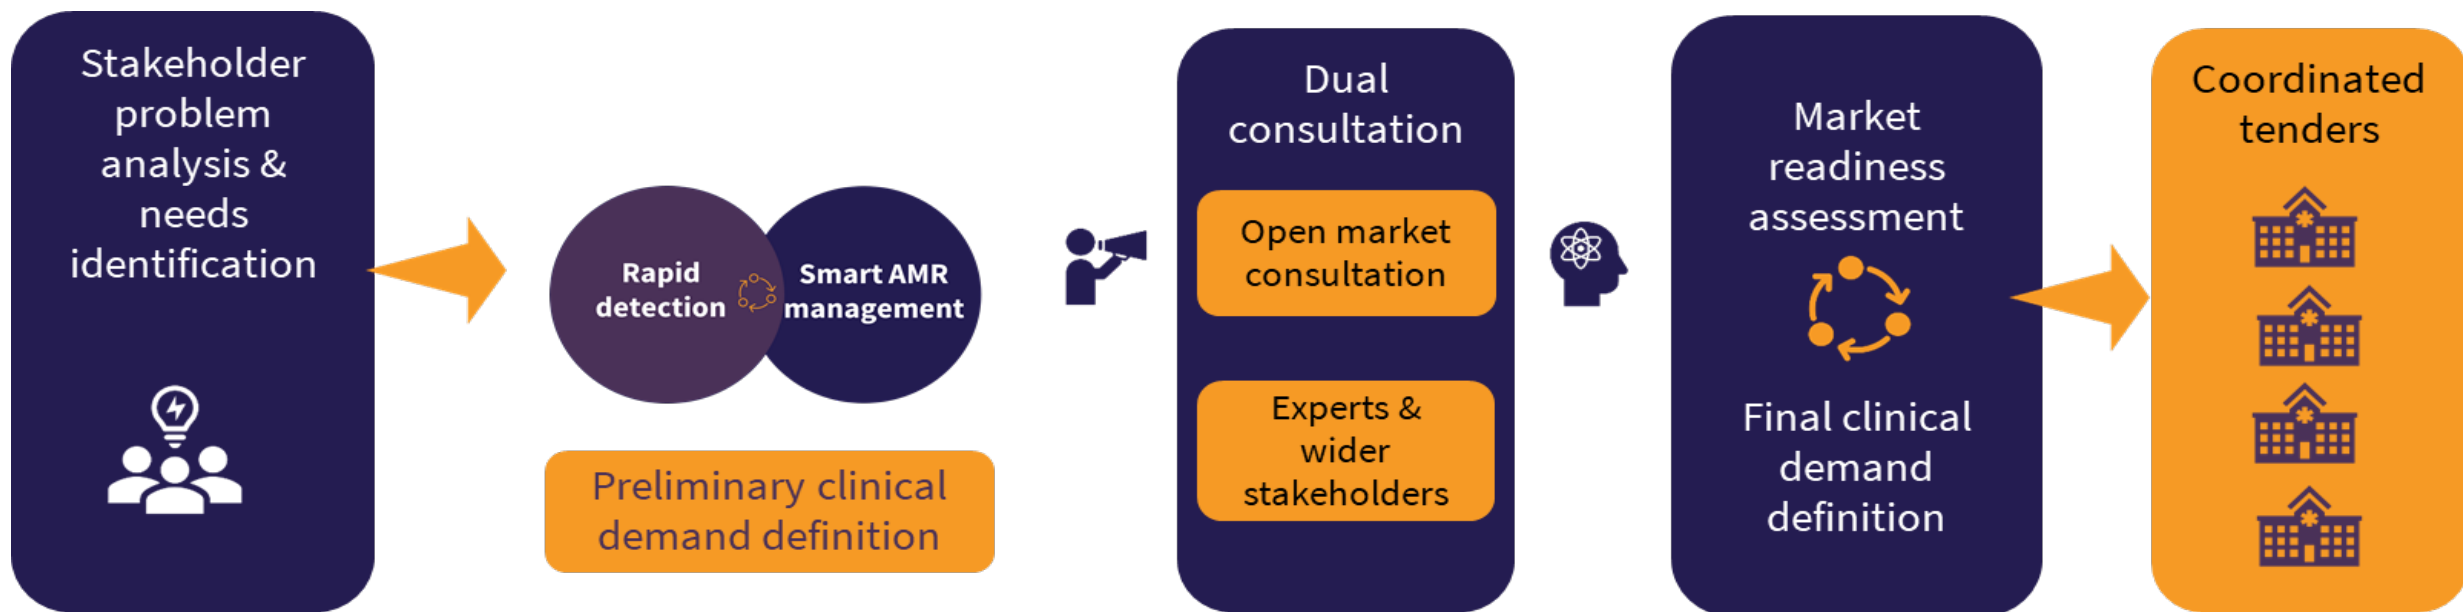 Stakeholder
problem
analysis &
needs
identification
Rapid
detection
Smart AMR
management
Preliminary clinical
demand definition
Dual
consultation
Open market
consultation
Experts &
wider
stakeholders
Market
readiness
assessment
Final clinical
demand
definition
Coordinated
tenders